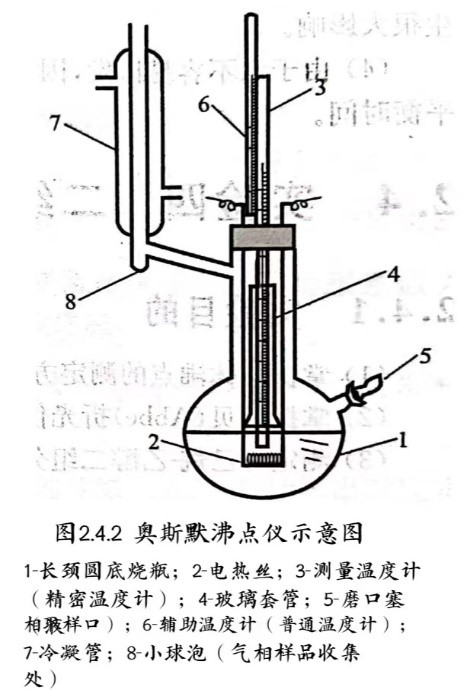 7
6
3
8
4
5
2
1
图2.4.2 奥斯默沸点仪示意图
1-长颈圆底烧瓶；2-电热丝；3-测量温度计
（精密温度计）；4-玻璃套管；5-磨口塞
相取样口）；6-辅助温度计（普通温度计）；
7-冷凝管；8-小球泡（气相样品收集
处）